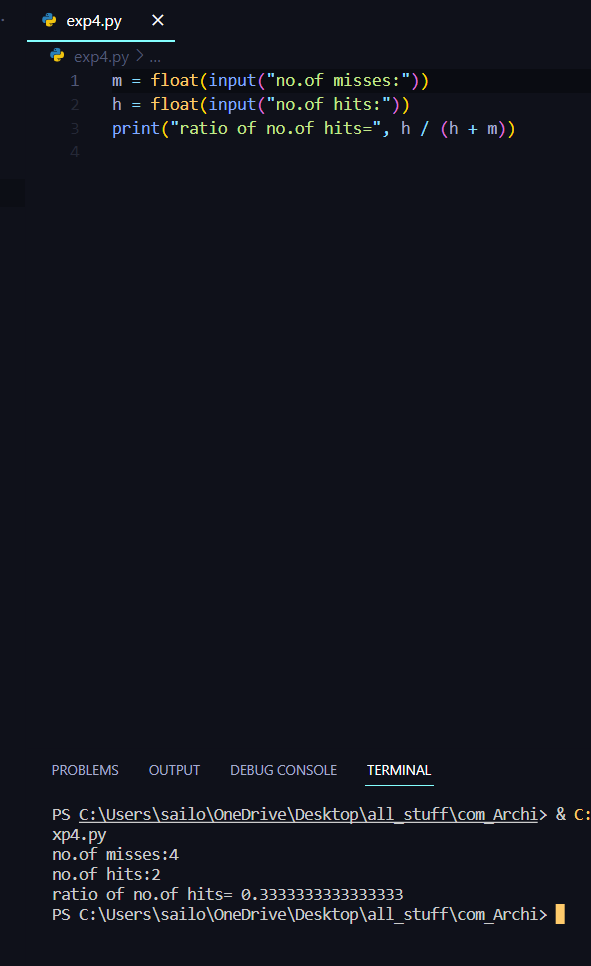 exp4.py ×
exp4.py > ...
1 m = float(input("no.of misses:"))
2 h = float(input("no.of hits:"))
3 print("ratio of no.of hits=", h / (h + m))
4
PROBLEMS OUTPUT DEBUG CONSOLE TERMINAL
PS C:\Users\sailo\OneDrive\Desktop\all_stuff\com_Archi> & C:
xp4.py
no.of misses:4
no.of hits:2
ratio of no.of hits= 0.3333333333333333
PS C:\Users\sailo\OneDrive\Desktop\all_stuff\com_Archi>